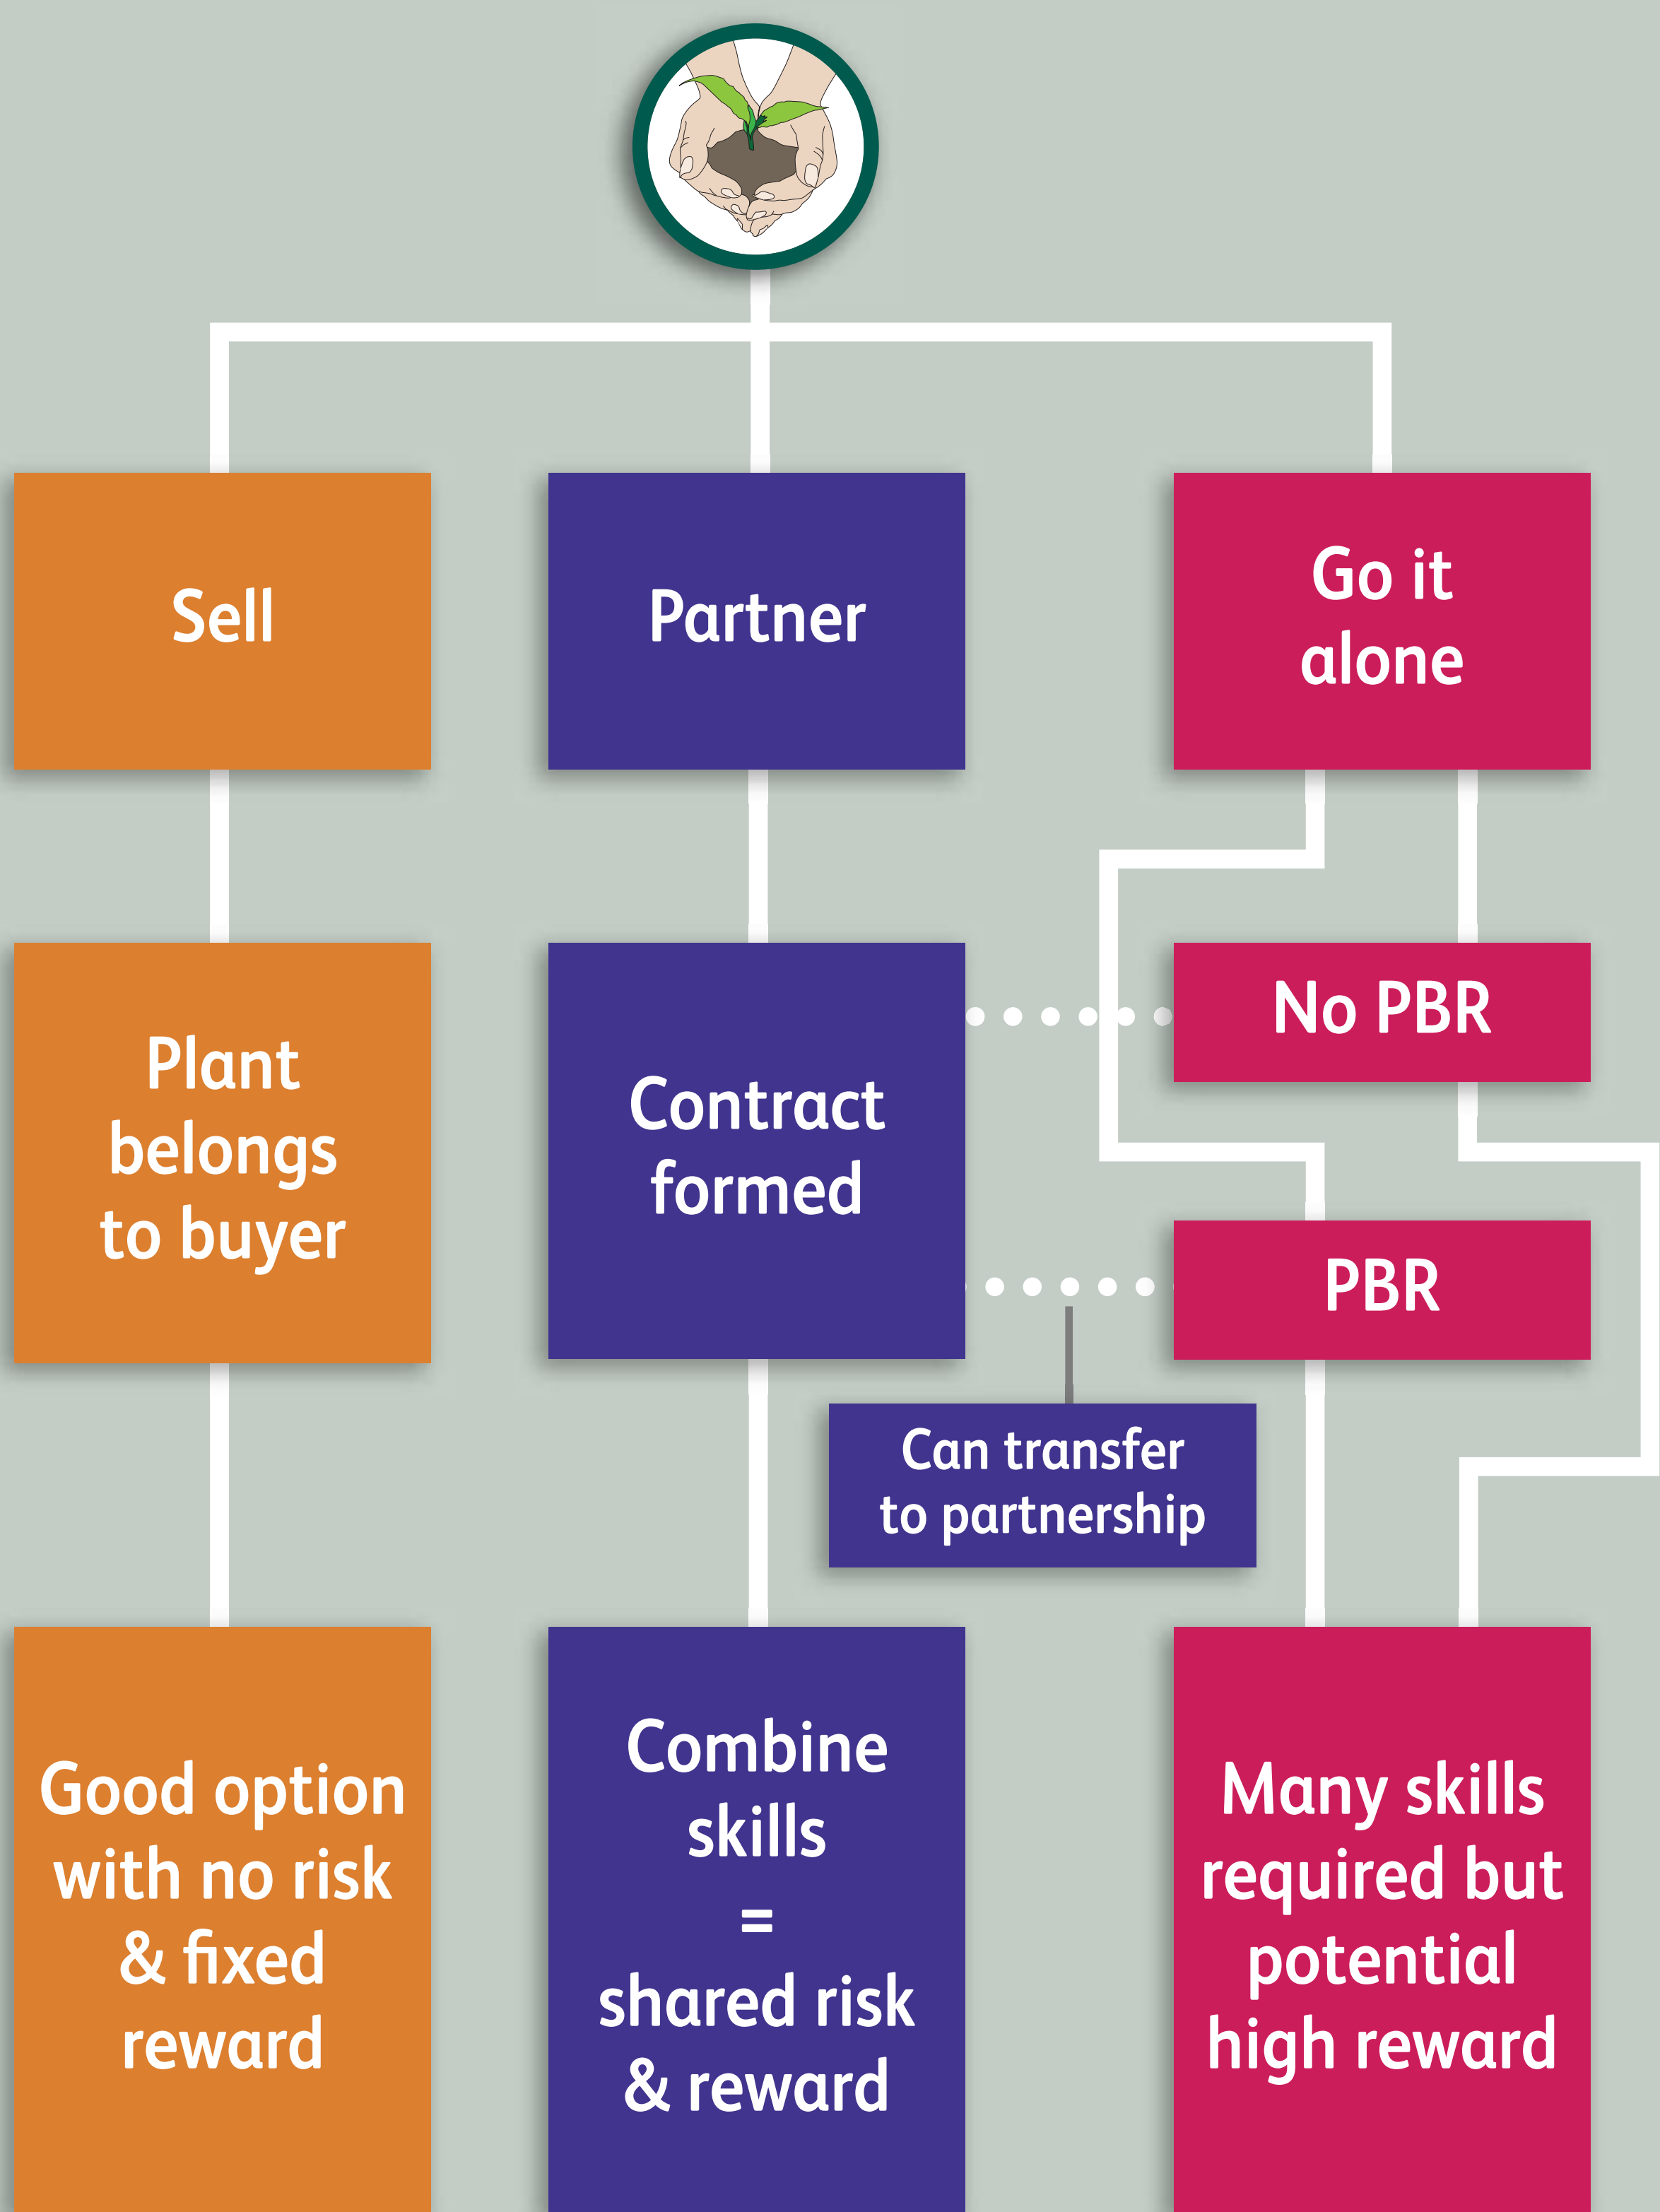 Sell
Partner
Go it
alone
Plant
belongs
to buyer
Contract
formed
No PBR
PBR
Can transfer
to partnership
Good option
with no risk
& fixed
reward
Combine
skills
=
shared risk
& reward
Many skills
required but
potential
high reward